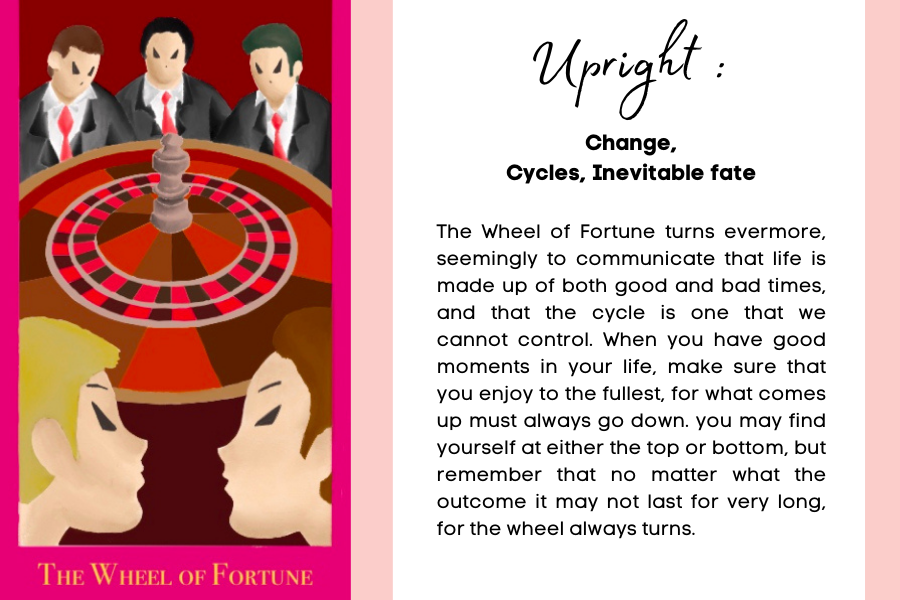 Upright :
Change,
Cycles, Inevitable fate
The Wheel of Fortune turns evermore,
seemingly to communicate that life is
made up of both good and bad times,
and that the cycle is one that we
cannot control. When you have good
moments in your life, make sure that
you enjoy to the fullest, for what comes
up must always go down. you may find
yourself at either the top or bottom, but
remember that no matter what the
outcome it may not last for very long,
for the wheel always turns.
The Wheel of Fortune